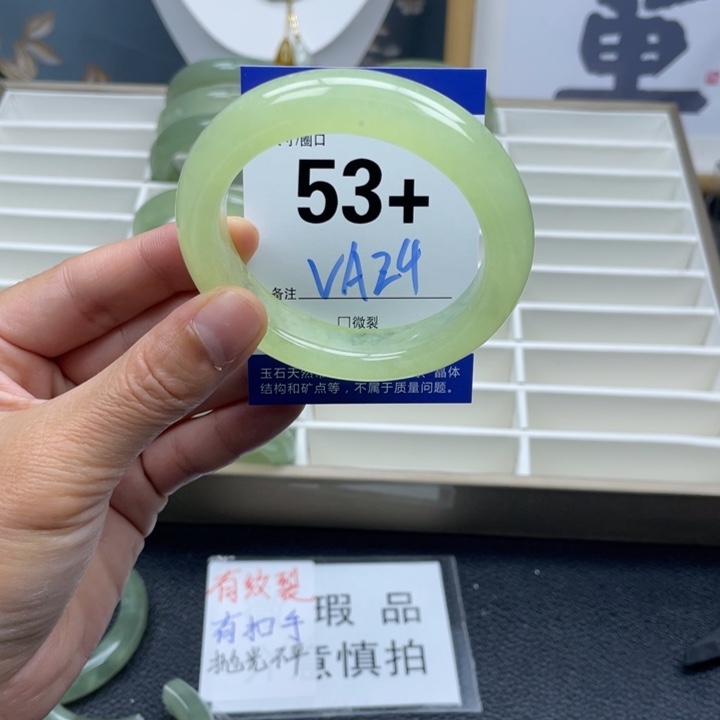 重
寸/圈口
53+
VA24
备注
□微裂
玉石天然 晶体
结构和矿点等，不属于质量问题。
有纹裂
有扣手
抛光不平
瑕品
慎拍